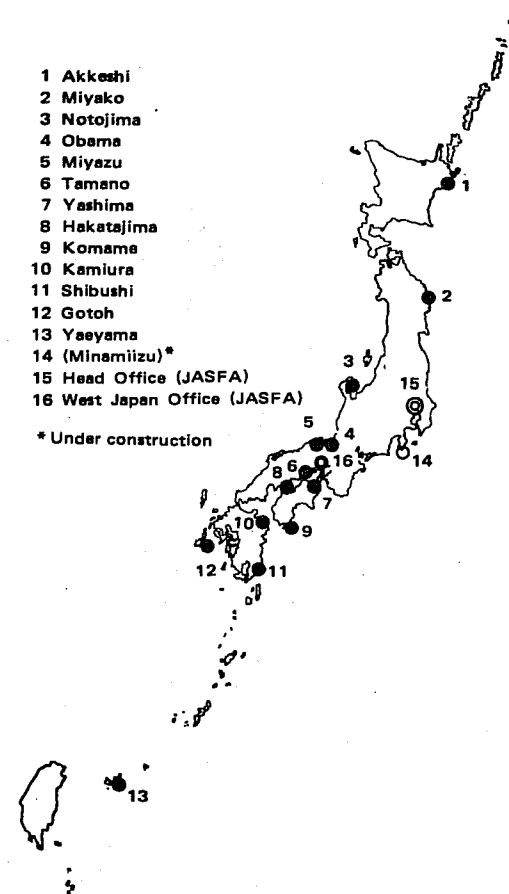 1 Akkeshi
2 Miyako
3 Notojima
4 Obama
5 Miyazu
6 Tamano
7 Yashima
8 Hakatajima
9 Komame
10 Kamiura
11 Shibushi
12 Gotoh
13 Yaeyama
14 (Minamiizu)*
15 Head Office (JASFA)
16 West Japan Office (JASFA)
*Under construction
1
2
3
15
5
4
14
6
16
8
7
10
9
12
11
13